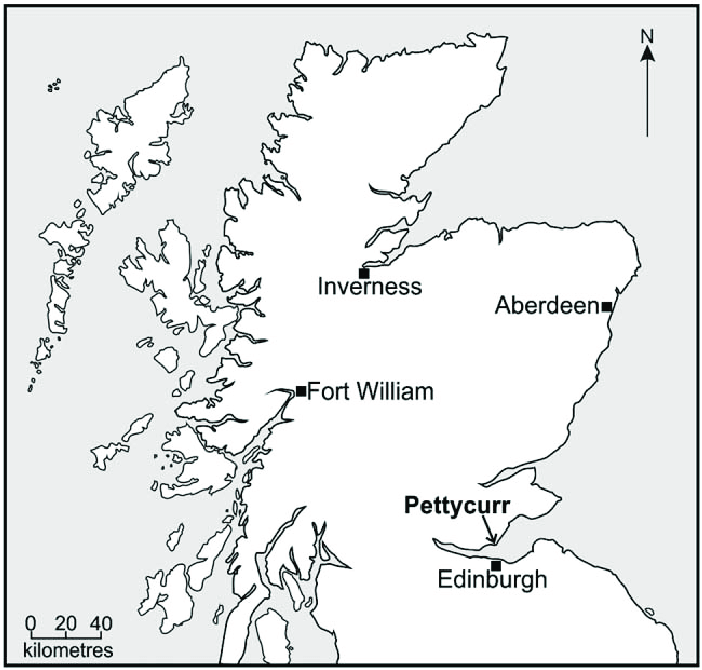 N
Inverness
Aberdeen
Fort William
Pettycurr
Edinburgh
0 20 40
kilometres